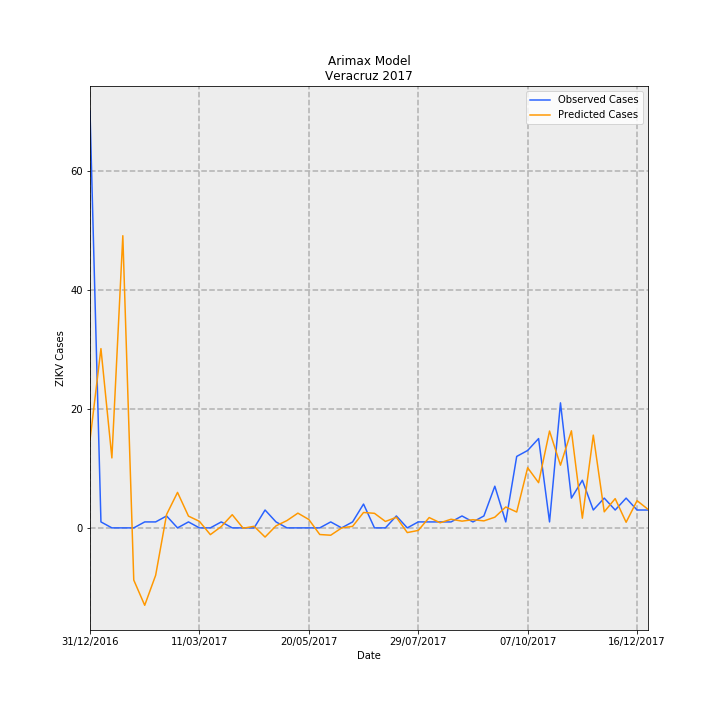 Arimax Model
Veracruz 2017
Observed Cases
Predicted Cases
60
40
20
0
ZIKV Cases
31/12/2016
11/03/2017
20/05/2017
29/07/2017
07/10/2017
16/12/2017
Date